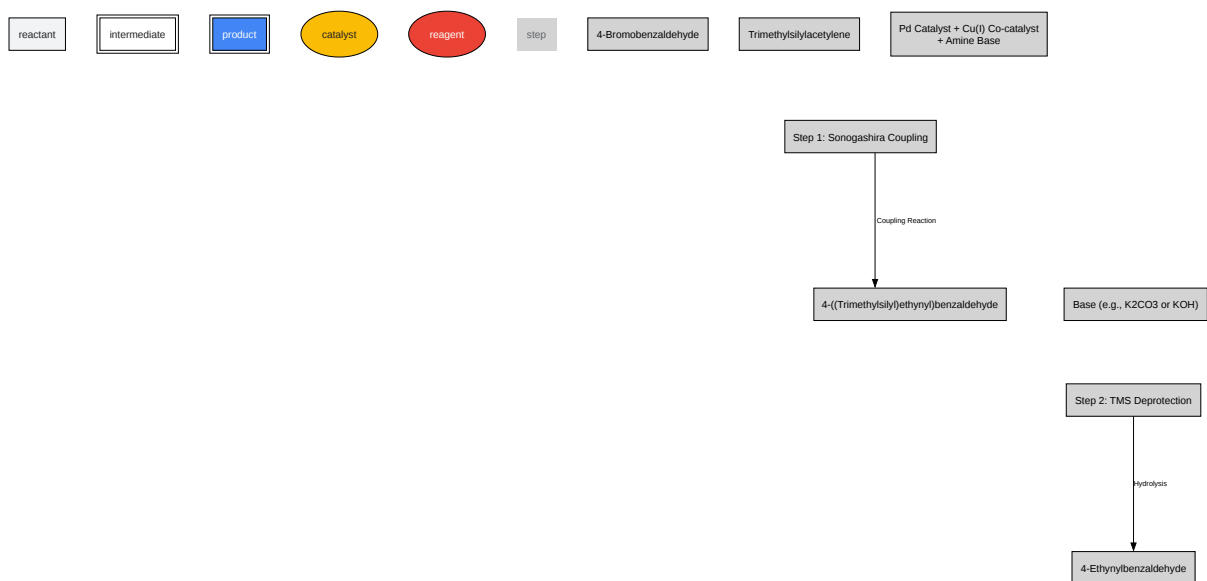 reactant
intermediate
product
catalyst
reagent
step
4-Bromobenzaldehyde
Trimethylsilylacetylene
Pd Catalyst + Cu(I) Co-catalyst
+ Amine Base
Step 1: Sonogashira Coupling
Coupling Reaction
4-((Trimethylsilyl)ethynyl)benzaldehyde
Base (e.g., K2CO3 or KOH)
Step 2: TMS Deprotection
Hydrolysis
4-Ethynylbenzaldehyde